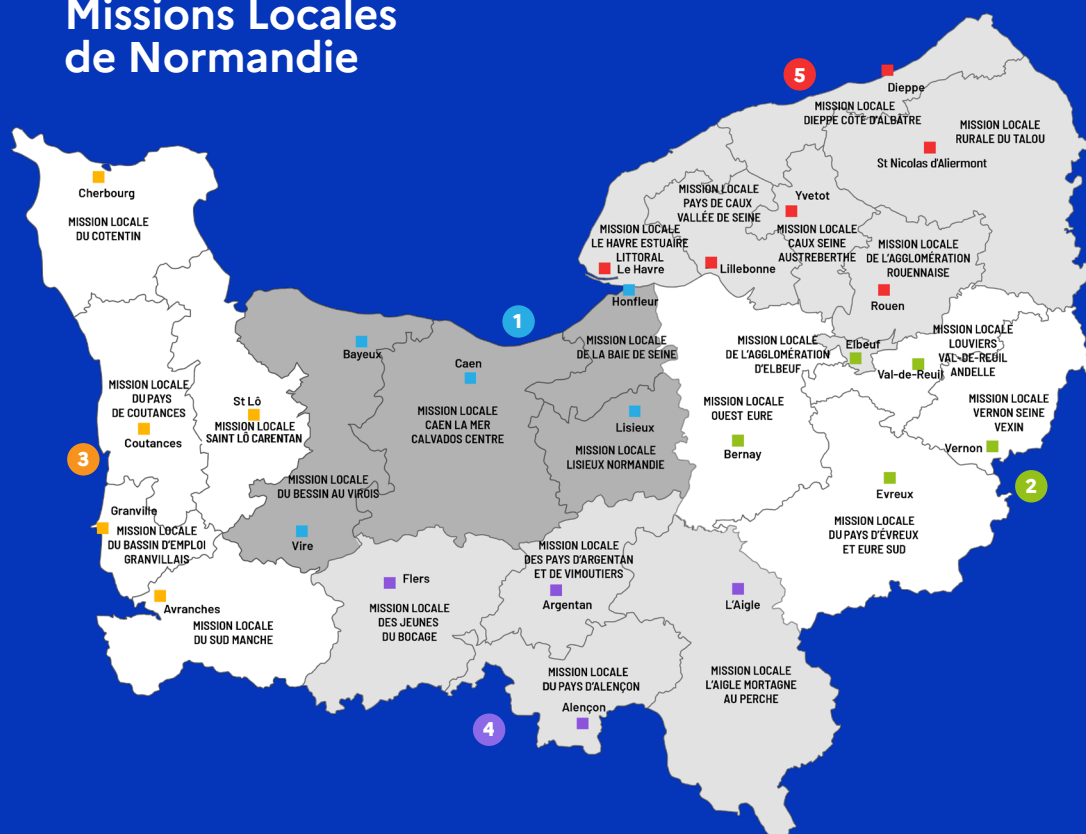 Missions Locales
de Normandie
5
Dieppe
MISSION LOCALE
DIEPPE CÔTE D'ALBÂTRE
MISSION LOCALE
RURALE DU TALOU
St Nicolas d'Aliermont
Cherbourg
MISSION LOCALE
DU COTENTIN
MISSION LOCALE
PAYS DE CAUX
VALLÉE DE SEINE
Yvetot
MISSION LOCALE
LE HAVRE ESTUAIRE
LITTORAL
Le Havre
MISSION LOCALE
CAUX SEINE
AUSTREBERTHE
Lillebonne
MISSION LOCALE
DE L'AGGLOMÉRATION
ROUENNAISE
Rouen
Honfleur
1
Bayeux
Caen
MISSION LOCALE
DE LA BAIE DE SEINE
MISSION LOCALE
DE L'AGGLOMÉRATION
D'ELBEUF
Elbeuf
MISSION LOCALE
LOUVIERS
VAL-DE-REUIL
ANDELLE
Val-de-Reuil
MISSION LOCALE
DU PAYS
DE COUTANCES
Coutances
St Lô
MISSION LOCALE
SAINT LÔ CARENTAN
MISSION LOCALE
CAEN LA MER
CALVADOS CENTRE
Lisieux
MISSION LOCALE
LISIEUX NORMANDIE
MISSION LOCALE
OUEST EURE
Bernay
MISSION LOCALE
VERNON SEINE
VEXIN
Vernon
3
2
MISSION LOCALE
DU BESSIN AU VIROIS
Vire
Evreux
MISSION LOCALE
DU PAYS D'ÉVREUX
ET EURE SUD
Granville
MISSION LOCALE
DU BASSIN D'EMPLOI
GRANVILLAIS
Avranches
MISSION LOCALE
DU SUD MANCHE
Flers
MISSION LOCALE
DES JEUNES
DU BOCAGE
MISSION LOCALE
DES PAYS D'ARGENTAN
ET DE VIMOUTIERS
Argentan
L'Aigle
MISSION LOCALE
L'AIGLE MORTAGNE
AU PERCHE
MISSION LOCALE
DU PAYS D'ALENÇON
Alençon
4